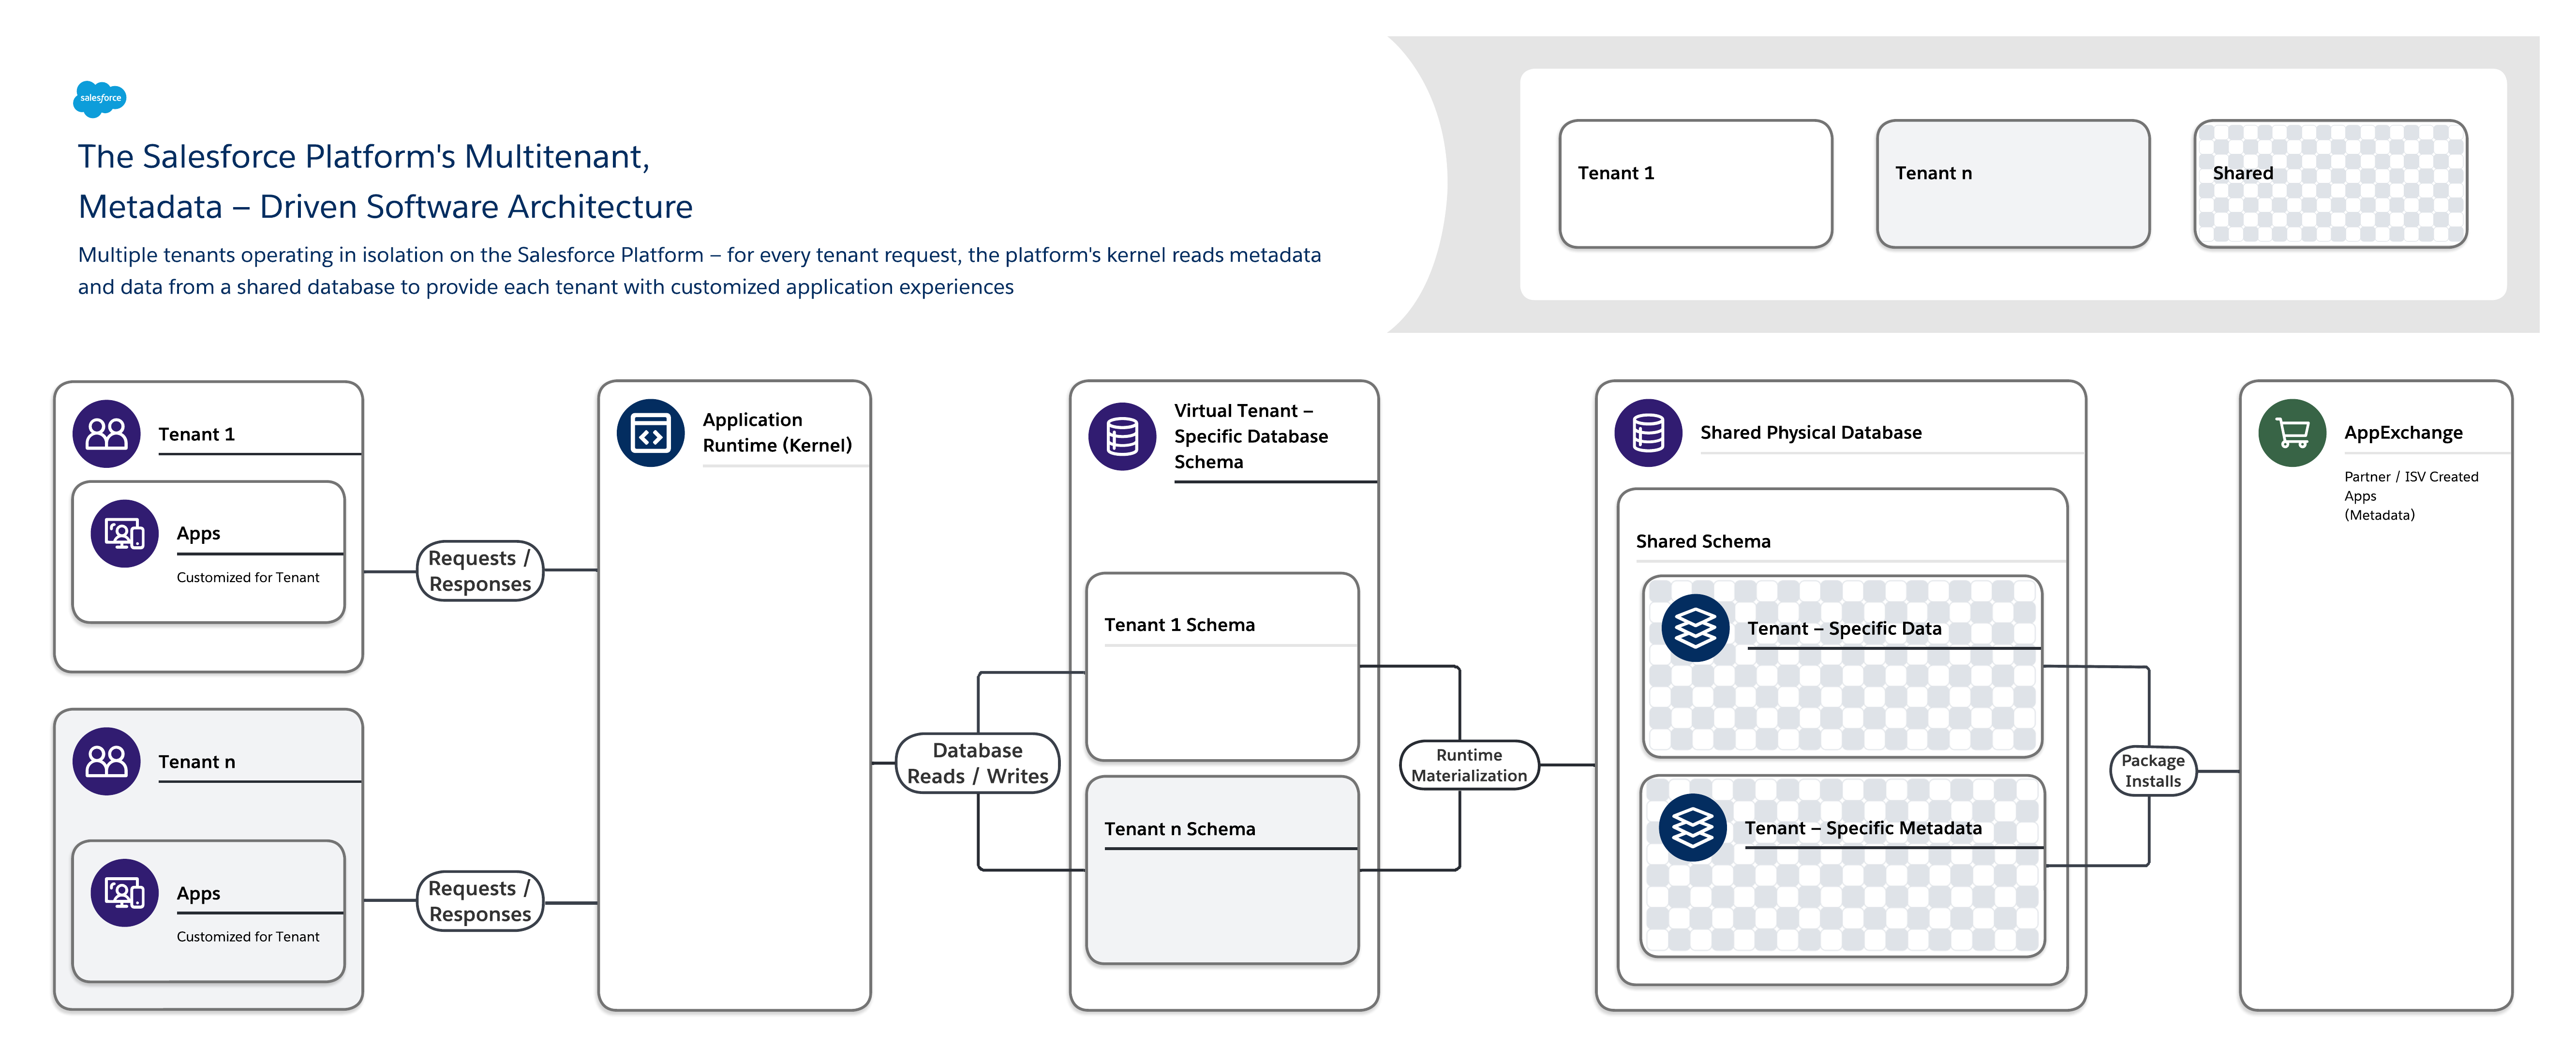 salesforce
The Salesforce Platform's Multitenant,
Metadata – Driven Software Architecture
Multiple tenants operating in isolation on the Salesforce Platform – for every tenant request, the platform's kernel reads metadata
and data from a shared database to provide each tenant with customized application experiences
Tenant 1
Tenant n
Shared
Tenant 1
Apps
Customized for Tenant
Requests /
Responses
Tenant n
Apps
Customized for Tenant
Requests /
Responses
Application
Runtime (Kernel)
Database
Reads / Writes
Virtual Tenant –
Specific Database
Schema
Tenant 1 Schema
Tenant n Schema
Runtime
Materialization
Shared Physical Database
Shared Schema
Tenant – Specific Data
Tenant – Specific Metadata
Package
Installs
AppExchange
Partner / ISV Created
Apps
(Metadata)